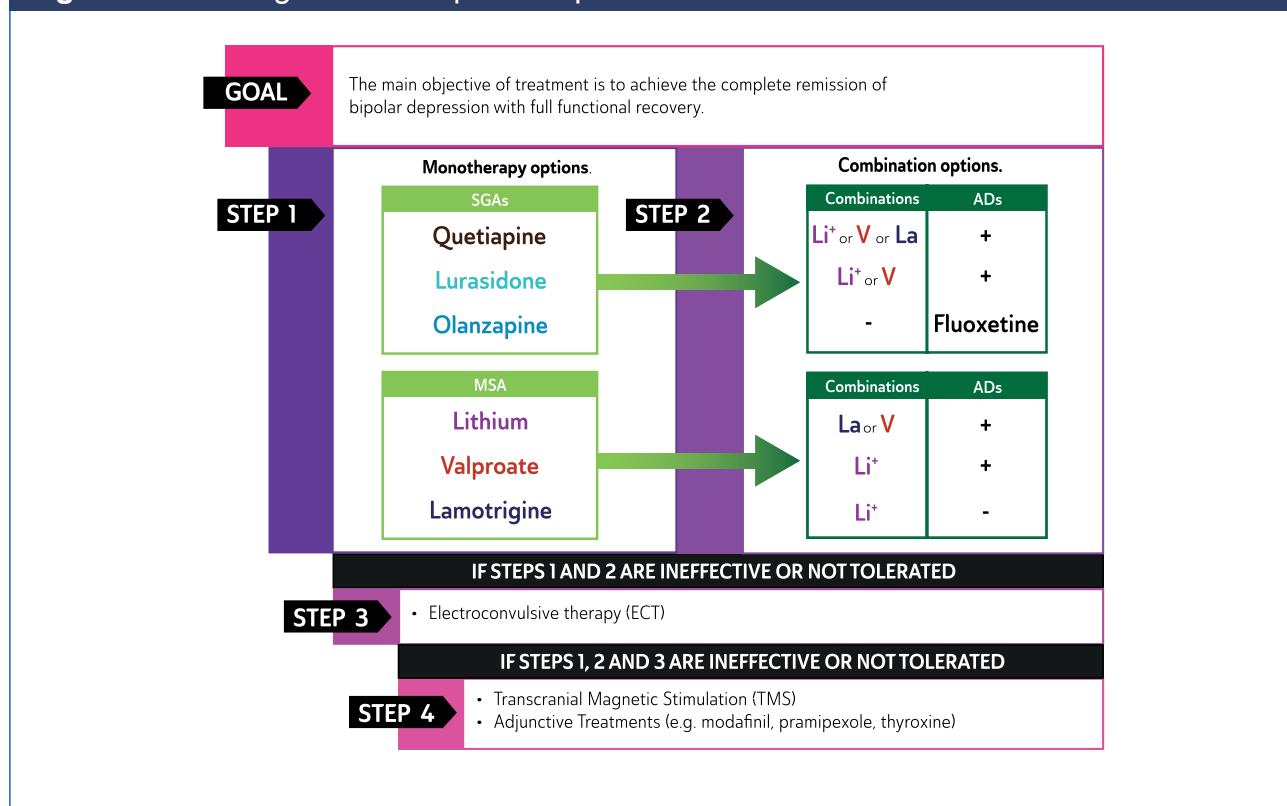 GOAL
The main objective of treatment is to achieve the complete remission of
bipolar depression with full functional recovery.
STEP 1
Monotherapy options.
SGAs
Quetiapine
Lurasidone
Olanzapine
MSA
Lithium
Valproate
Lamotrigine
STEP 2
Combination options.
Combinations ADs
Li⁺ or V or La +
Li⁺ or V +
- Fluoxetine
Combinations ADs
La or V +
Li⁺ +
Li⁺ -
IF STEPS 1 AND 2 ARE INEFFECTIVE OR NOT TOLERATED
STEP 3
• Electroconvulsive therapy (ECT)
IF STEPS 1, 2 AND 3 ARE INEFFECTIVE OR NOT TOLERATED
STEP 4
• Transcranial Magnetic Stimulation (TMS)
• Adjunctive Treatments (e.g. modafinil, pramipexole, thyroxine)